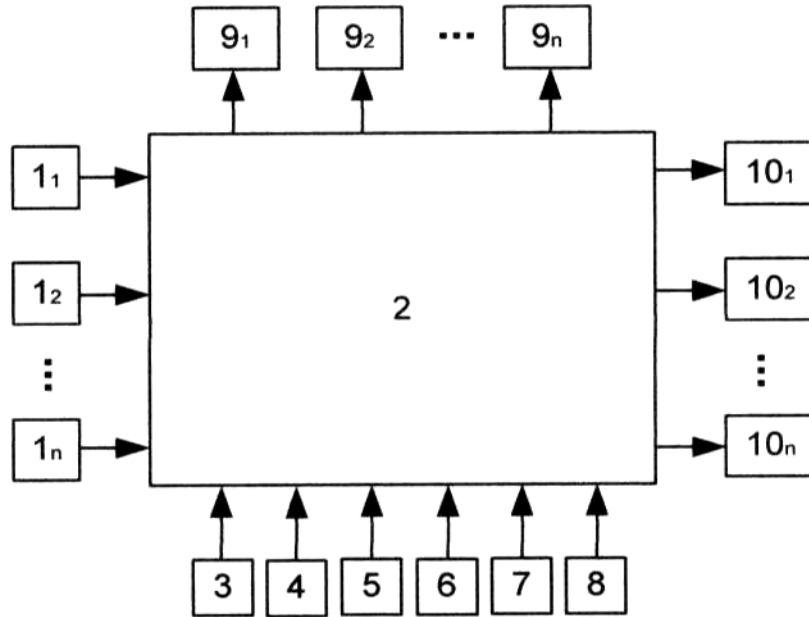 9₁ 9₂ ... 9ₙ
1₁ 10₁
1₂ 2 10₂
... ...
1ₙ 10ₙ
3 4 5 6 7 8